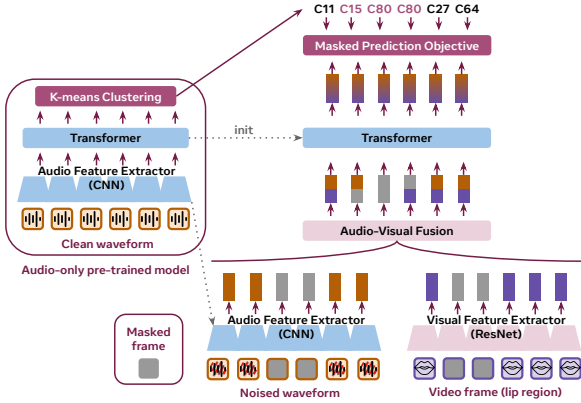 C11 C15 C80 C80 C27 C64
Masked Prediction Objective
K-means Clustering
Transformer
init
Transformer
Audio Feature Extractor
(CNN)
Clean waveform
Audio-only pre-trained model
Audio-Visual Fusion
Audio Feature Extractor
(CNN)
Visual Feature Extractor
(ResNet)
Masked
frame
Noised waveform
Video frame (lip region)